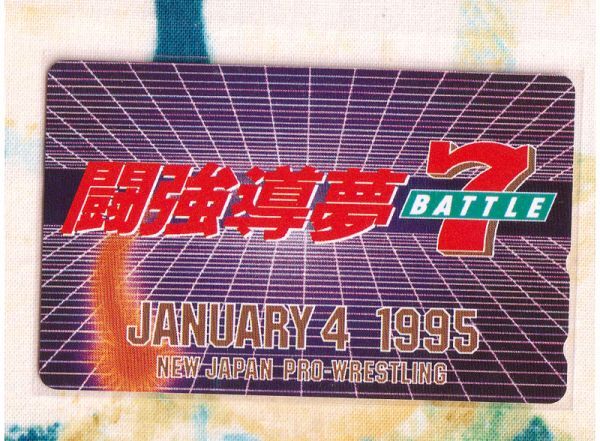 闘強導夢
BATTLE 7
JANUARY 4 1995
NEW JAPAN PRO-WRESTLING